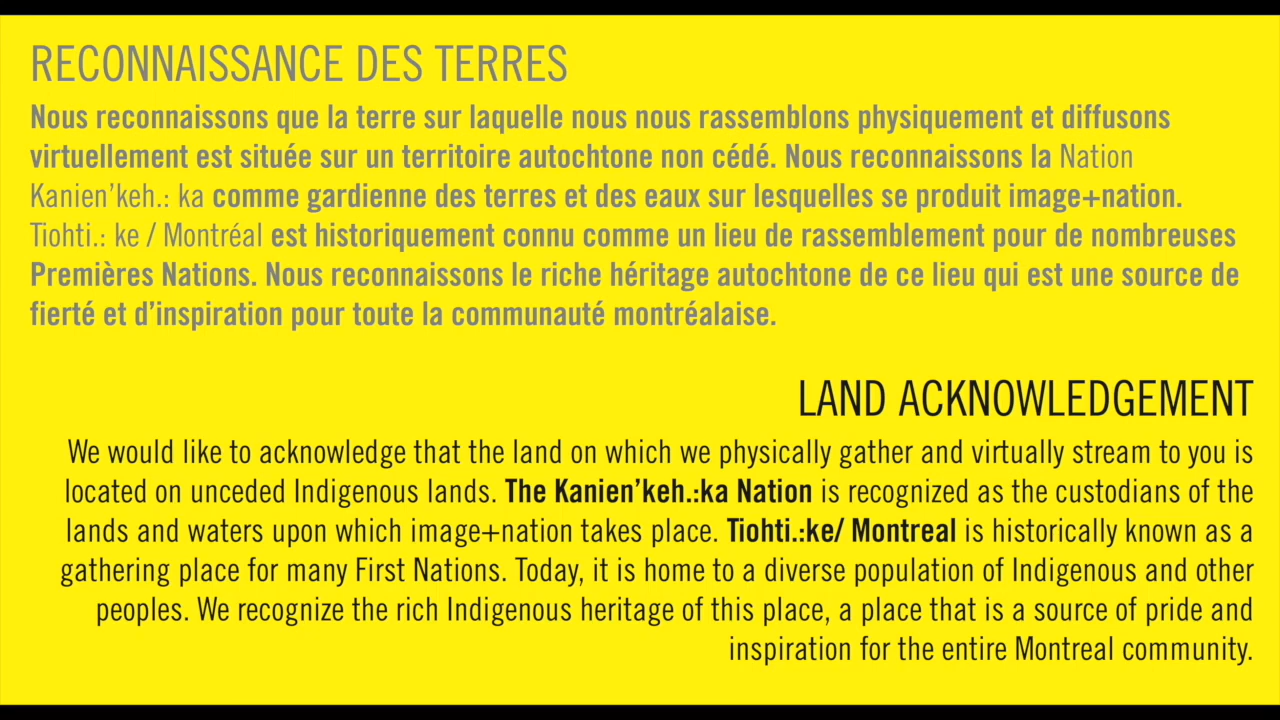 RECONNAISSANCE DES TERRES
Nous reconnaissons que la terre sur laquelle nous nous rassemblons physiquement et diffusons
virtuellement est située sur un territoire autochtone non cédé. Nous reconnaissons la Nation
Kanien’keh.: ka comme gardienne des terres et des eaux sur lesquelles se produit image+nation.
Tiohti.: ke / Montréal est historiquement connu comme un lieu de rassemblement pour de nombreuses
Premières Nations. Nous reconnaissons le riche héritage autochtone de ce lieu qui est une source de
fierté et d’inspiration pour toute la communauté montréalaise.
LAND ACKNOWLEDGEMENT
We would like to acknowledge that the land on which we physically gather and virtually stream to you is
located on unceded Indigenous lands. The Kanien’keh.:ka Nation is recognized as the custodians of the
lands and waters upon which image+nation takes place. Tiohti.:ke/ Montreal is historically known as a
gathering place for many First Nations. Today, it is home to a diverse population of Indigenous and other
peoples. We recognize the rich Indigenous heritage of this place, a place that is a source of pride and
inspiration for the entire Montreal community.